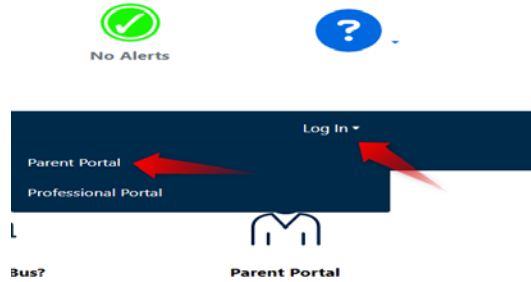 No Alerts
?
Log In
Parent Portal
Professional Portal
Bus?
Parent Portal